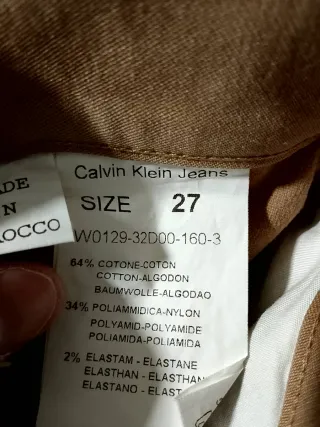 ADE
N
OCCO
Calvin Klein Jeans
SIZE 27
W0129-32D00-160-3
64% COTONE-COTON
COTTON-ALGODON
BAUMWOLLE-ALGODAO
34% POLIAMMIDICA-NYLON
POLYAMID-POLYAMIDE
POLIAMIDA-POLIAMIDA
2% ELASTAM - ELASTANE
ELASTHAN - ELASTHAN
ELASTANO - ELAST